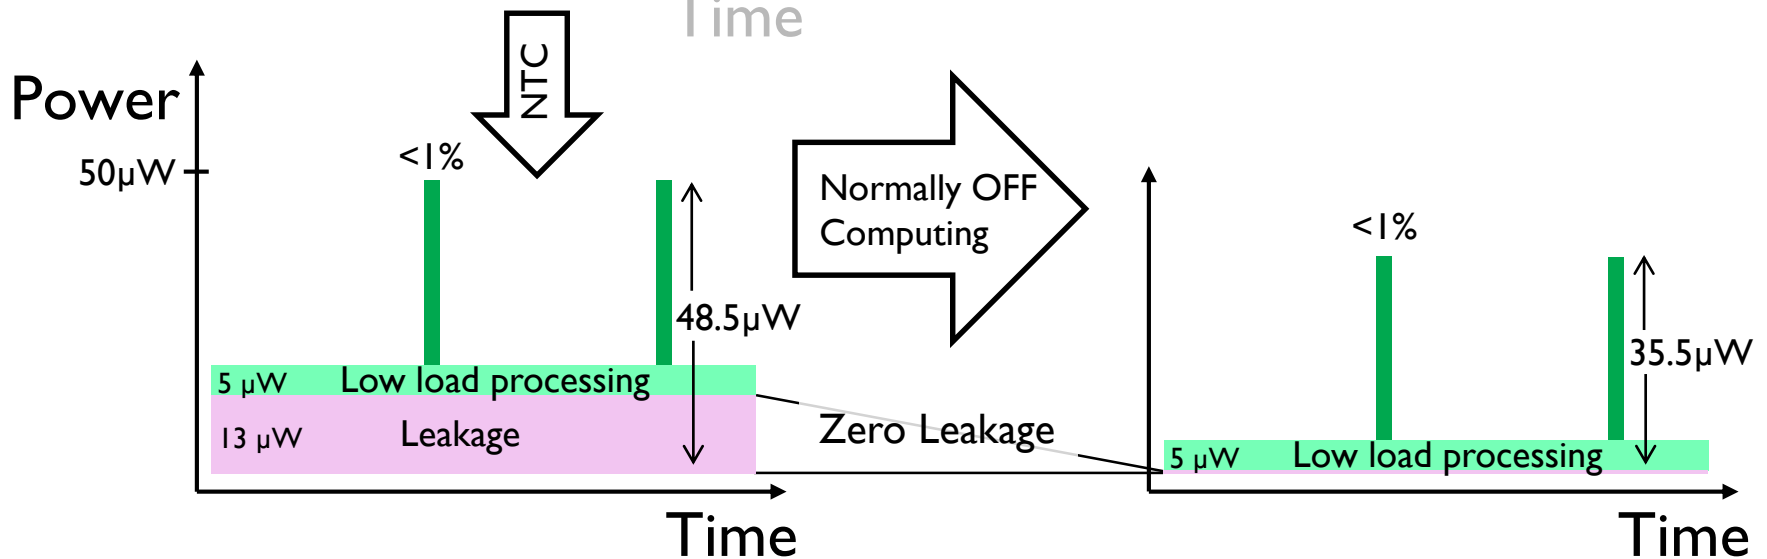 Time
NTC
Power
50µW
<1%
48.5µW
5 µW
Low load processing
13 µW
Leakage
Time
Normally OFF
Computing
Zero Leakage
<1%
35.5µW
5 µW
Low load processing
Time